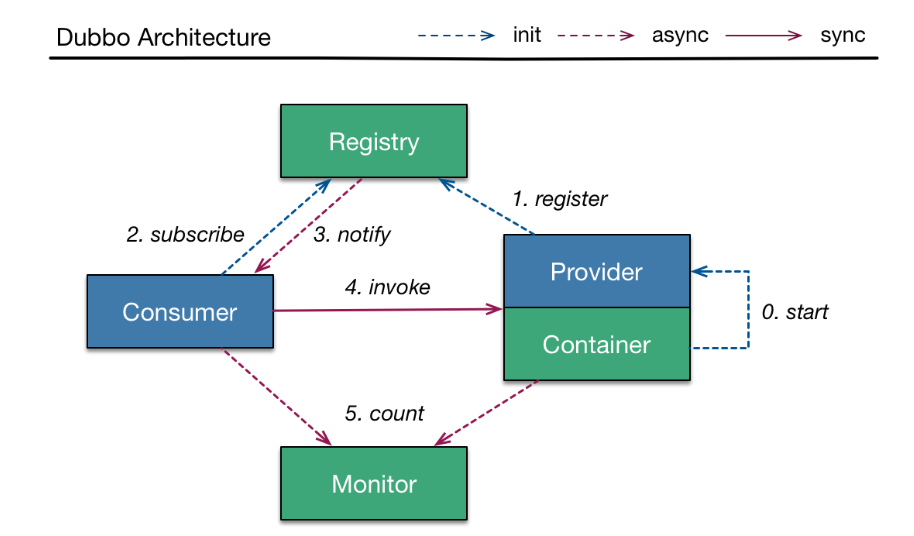 Dubbo Architecture
init
async
sync
Registry
1. register
2. subscribe
3. notify
Provider
4. invoke
Consumer
0. start
Container
5. count
Monitor